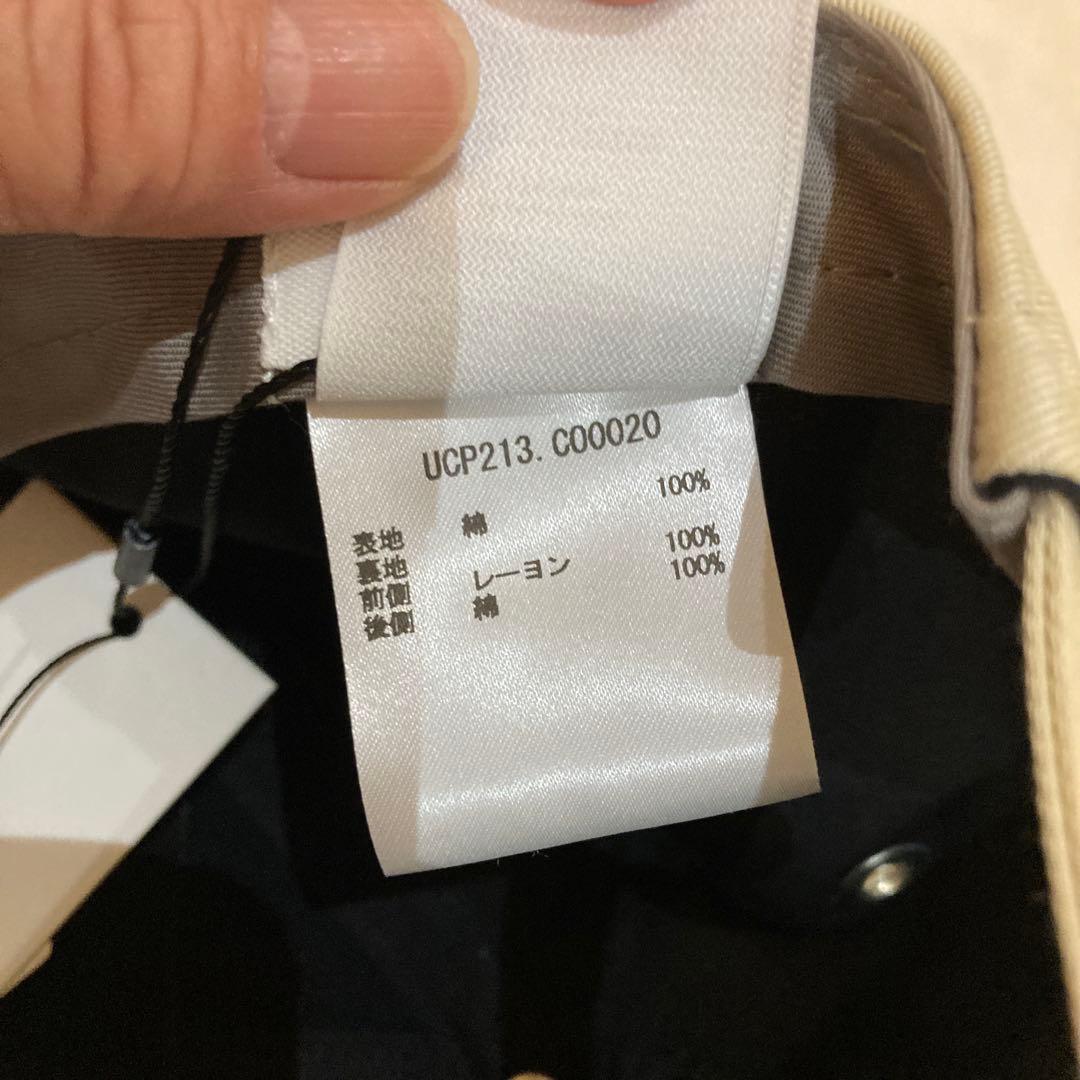 UCP213.C00020
表地 綿 100%
裏地
前側 レーヨン 100%
後側 綿 100%